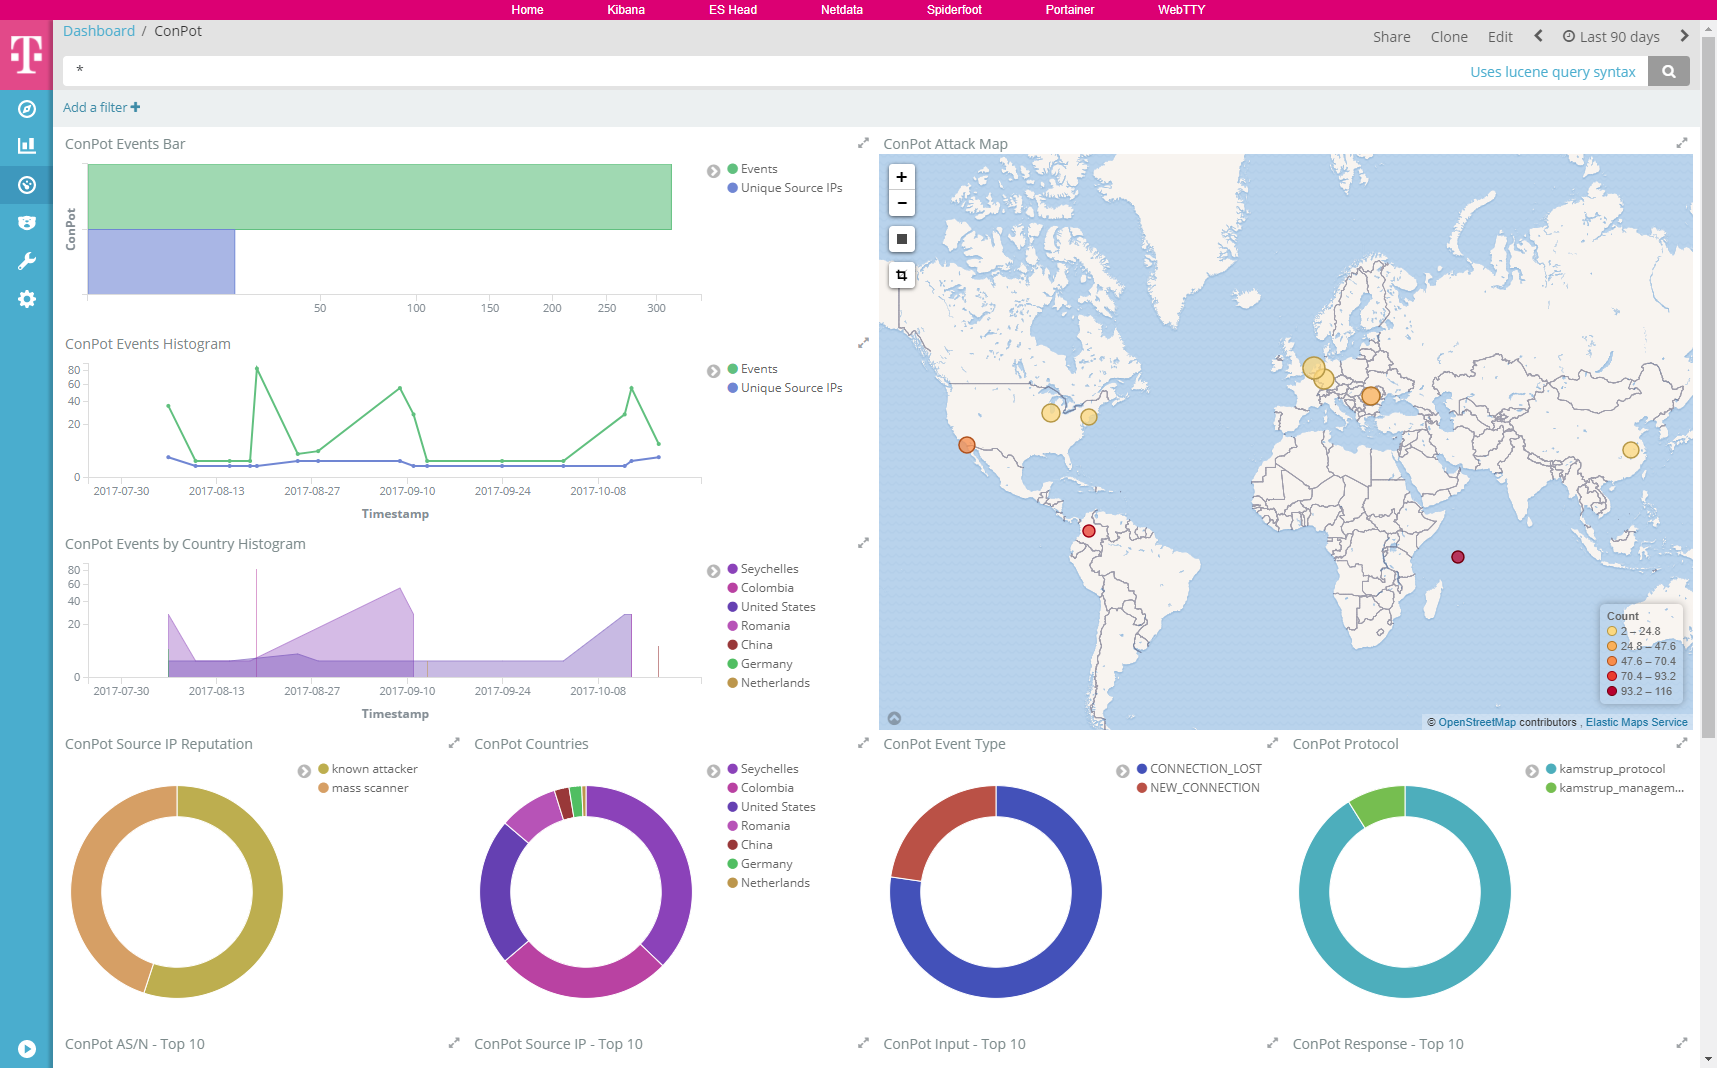 Home Kibana ES Head Netdata Spiderfoot Portainer WebTTY
T
Dashboard / ConPot
Share Clone Edit Last 90 days
*
Uses lucene query syntax
Add a filter +
ConPot Events Bar
ConPot
50 100 150 200 250 300
Events
Unique Source IPs
ConPot Attack Map
+
−
Count
2 – 24.8
24.8 – 47.6
47.6 – 70.4
70.4 – 93.2
93.2 – 116
© OpenStreetMap contributors , Elastic Maps Service
ConPot Events Histogram
80
60
40
20
0
2017-07-30 2017-08-13 2017-08-27 2017-09-10 2017-09-24 2017-10-08
Timestamp
Events
Unique Source IPs
ConPot Events by Country Histogram
80
60
40
20
0
2017-07-30 2017-08-13 2017-08-27 2017-09-10 2017-09-24 2017-10-08
Timestamp
Seychelles
Colombia
United States
Romania
China
Germany
Netherlands
ConPot Source IP Reputation
known attacker
mass scanner
ConPot Countries
Seychelles
Colombia
United States
Romania
China
Germany
Netherlands
ConPot Event Type
CONNECTION_LOST
NEW_CONNECTION
ConPot Protocol
kamstrup_protocol
kamstrup_managem...
ConPot AS/N - Top 10
ConPot Source IP - Top 10
ConPot Input - Top 10
ConPot Response - Top 10